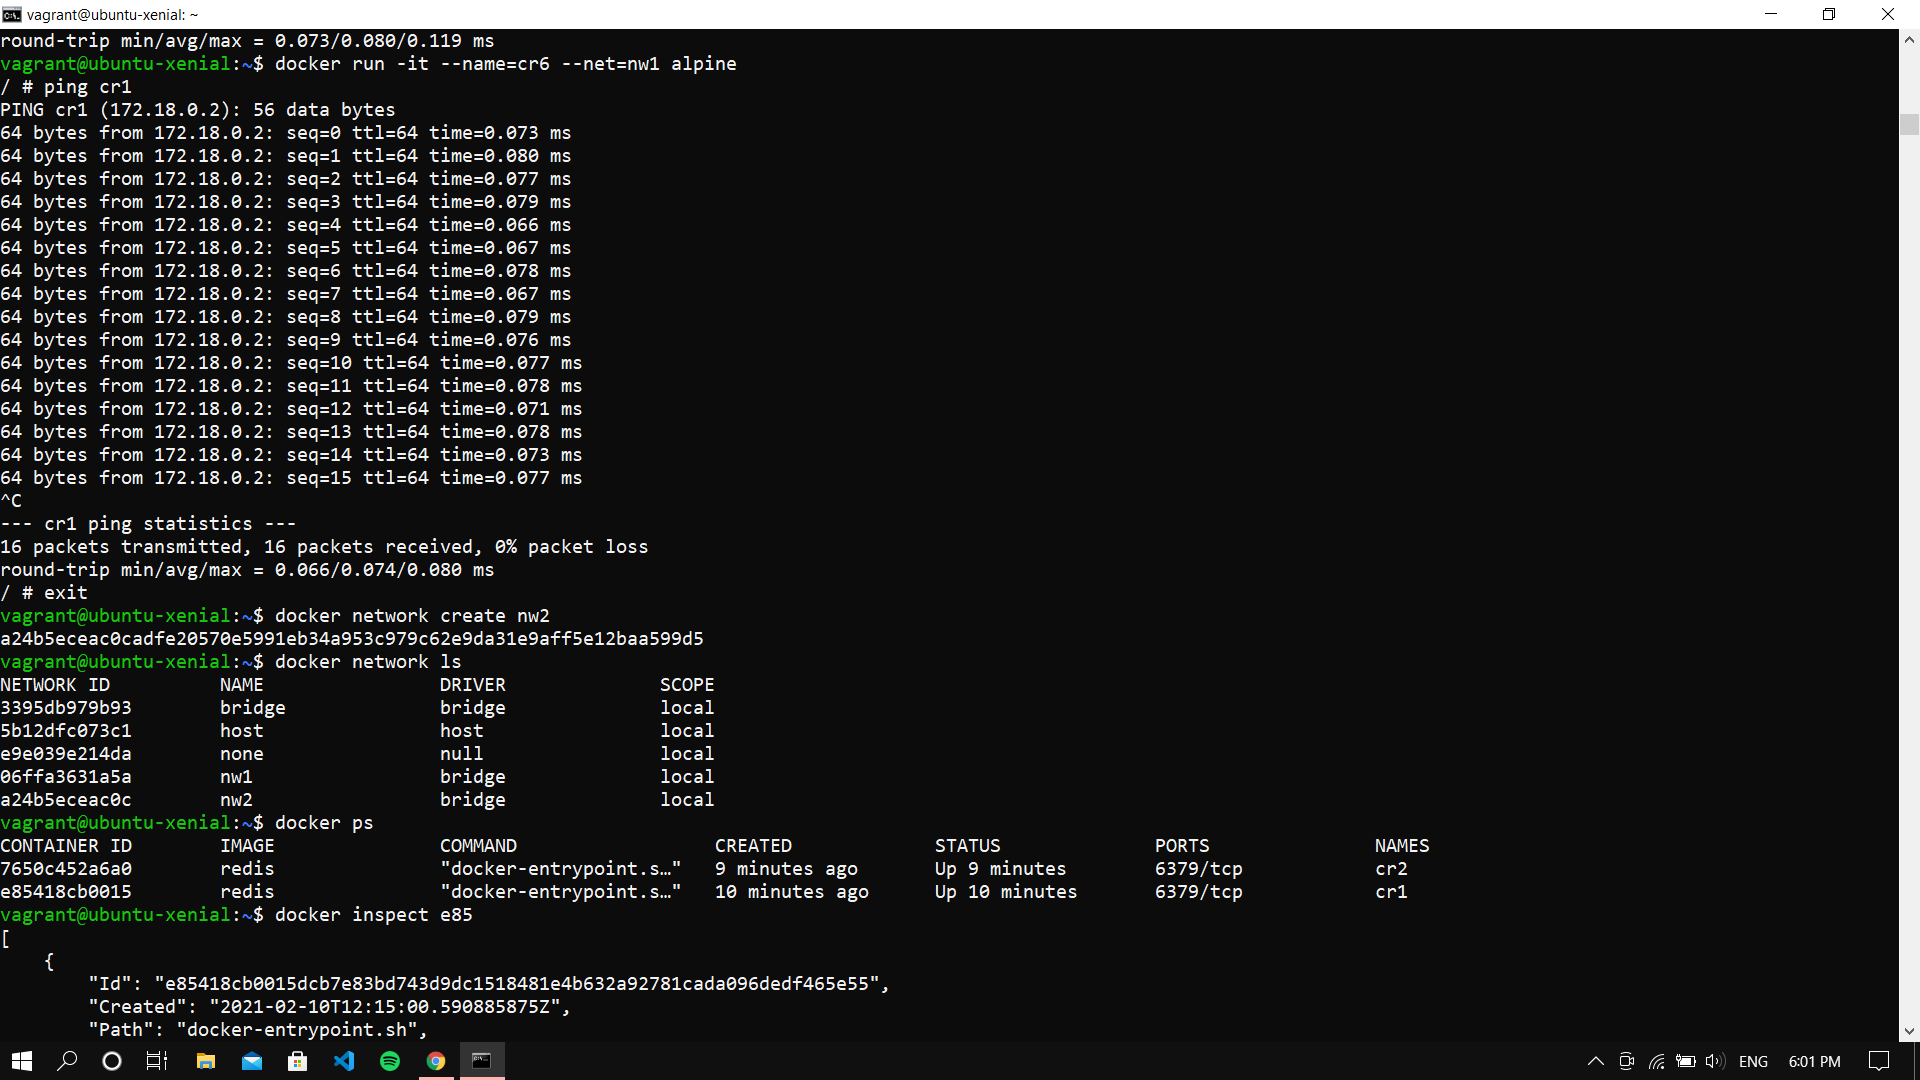 vagrant@ubuntu-xenial: ~
round-trip min/avg/max = 0.073/0.080/0.119 ms
vagrant@ubuntu-xenial:~$ docker run -it --name=cr6 --net=nw1 alpine
/ # ping cr1
PING cr1 (172.18.0.2): 56 data bytes
64 bytes from 172.18.0.2: seq=0 ttl=64 time=0.073 ms
64 bytes from 172.18.0.2: seq=1 ttl=64 time=0.080 ms
64 bytes from 172.18.0.2: seq=2 ttl=64 time=0.077 ms
64 bytes from 172.18.0.2: seq=3 ttl=64 time=0.079 ms
64 bytes from 172.18.0.2: seq=4 ttl=64 time=0.066 ms
64 bytes from 172.18.0.2: seq=5 ttl=64 time=0.067 ms
64 bytes from 172.18.0.2: seq=6 ttl=64 time=0.078 ms
64 bytes from 172.18.0.2: seq=7 ttl=64 time=0.067 ms
64 bytes from 172.18.0.2: seq=8 ttl=64 time=0.079 ms
64 bytes from 172.18.0.2: seq=9 ttl=64 time=0.076 ms
64 bytes from 172.18.0.2: seq=10 ttl=64 time=0.077 ms
64 bytes from 172.18.0.2: seq=11 ttl=64 time=0.078 ms
64 bytes from 172.18.0.2: seq=12 ttl=64 time=0.071 ms
64 bytes from 172.18.0.2: seq=13 ttl=64 time=0.078 ms
64 bytes from 172.18.0.2: seq=14 ttl=64 time=0.073 ms
64 bytes from 172.18.0.2: seq=15 ttl=64 time=0.077 ms
^C
--- cr1 ping statistics ---
16 packets transmitted, 16 packets received, 0% packet loss
round-trip min/avg/max = 0.066/0.074/0.080 ms
/ # exit
vagrant@ubuntu-xenial:~$ docker network create nw2
a24b5eceac0cadfe20570e5991eb34a953c979c62e9da31e9aff5e12baa599d5
vagrant@ubuntu-xenial:~$ docker network ls
NETWORK ID          NAME                DRIVER              SCOPE
3395db979b93        bridge              bridge              local
5b12dfc073c1        host                host                local
e9e039e214da        none                null                local
06ffa3631a5a        nw1                 bridge              local
a24b5eceac0c        nw2                 bridge              local
vagrant@ubuntu-xenial:~$ docker ps
CONTAINER ID        IMAGE               COMMAND                  CREATED             STATUS              PORTS               NAMES
7650c452a6a0        redis               "docker-entrypoint.s…"   9 minutes ago       Up 9 minutes        6379/tcp            cr2
e85418cb0015        redis               "docker-entrypoint.s…"   10 minutes ago      Up 10 minutes       6379/tcp            cr1
vagrant@ubuntu-xenial:~$ docker inspect e85
[
    {
        "Id": "e85418cb0015dcb7e83bd743d9dc1518481e4b632a92781cada096dedf465e55",
        "Created": "2021-02-10T12:15:00.590885875Z",
        "Path": "docker-entrypoint.sh",
ENG 6:01 PM